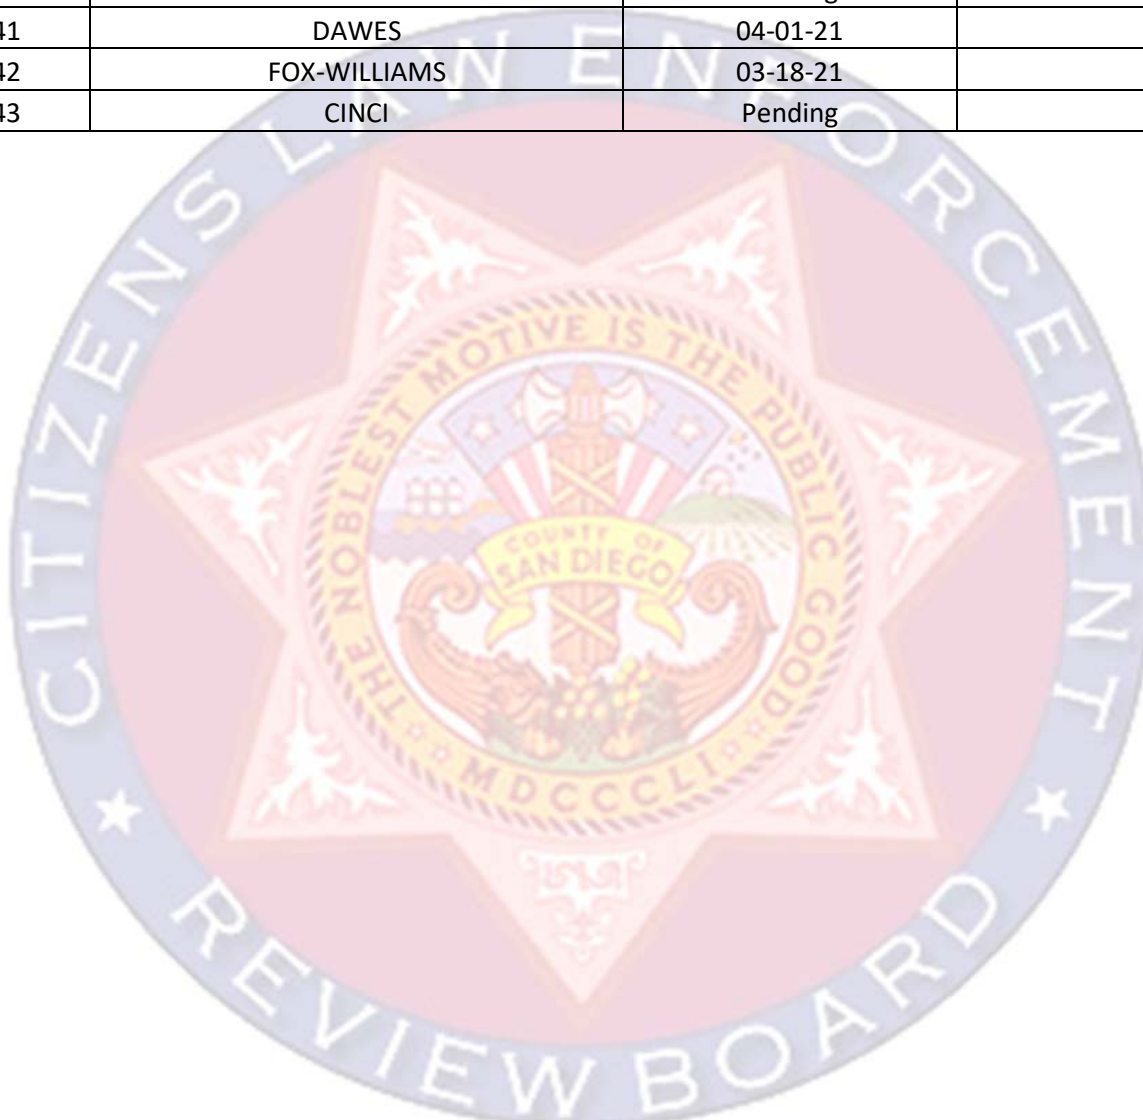 41 DAWES 04-01-21
42 FOX-WILLIAMS 03-18-21
43 CINCI Pending
CITIZENS LAW ENFORCEMENT
REVIEW BOARD
THE NOBLEST MOTIVE IS THE PUBLIC GOOD
COUNTY OF
SAN DIEGO
MDCCCLI